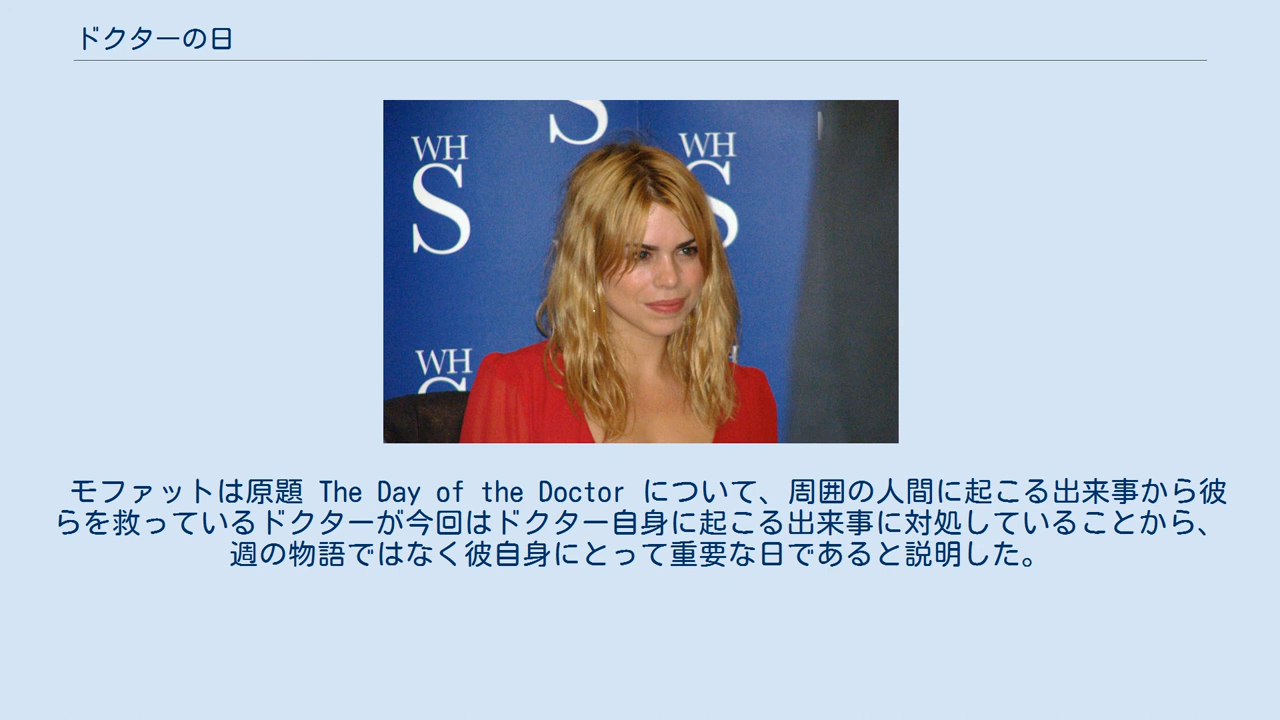 ドクターの日
WH
S
S
WH
S
WH
S
モファットは原題 The Day of the Doctor について、周囲の人間に起こる出来事から彼
らを救っているドクターが今回はドクター自身に起こる出来事に対処していることから、
週の物語ではなく彼自身にとって重要な日であると説明した。